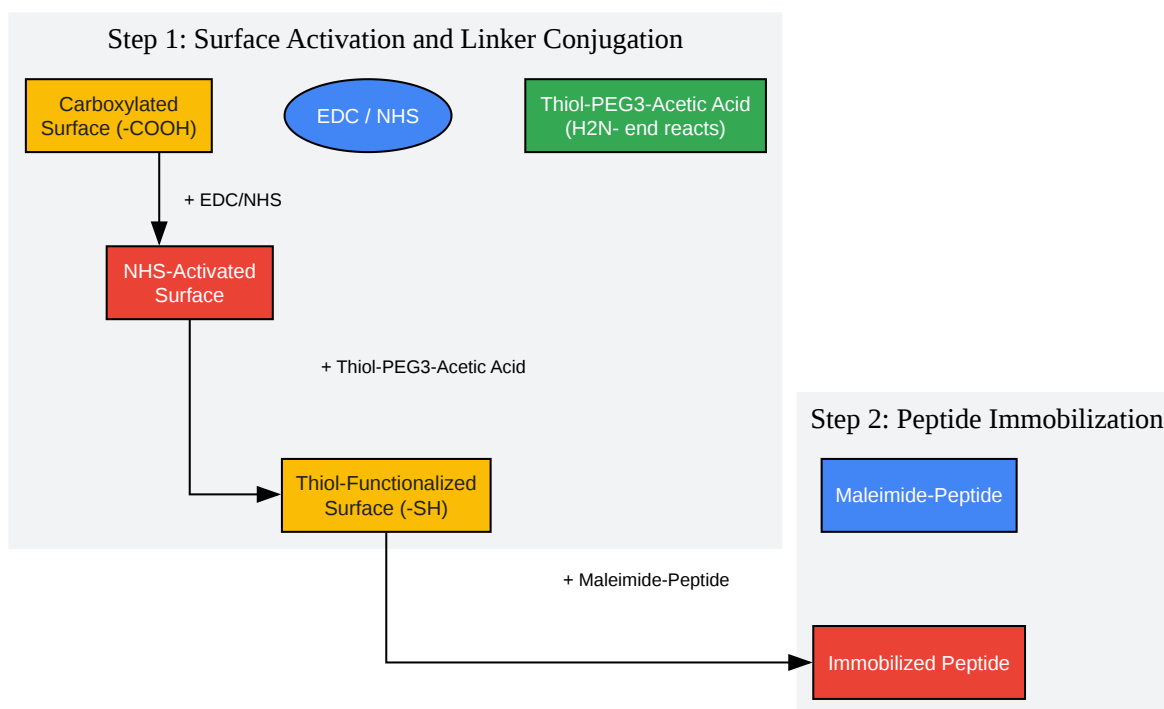 Step 1: Surface Activation and Linker Conjugation
Carboxylated
Surface (-COOH)
EDC / NHS
Thiol-PEG3-Acetic Acid
(H2N- end reacts)
+ EDC/NHS
NHS-Activated
Surface
+ Thiol-PEG3-Acetic Acid
Thiol-Functionalized
Surface (-SH)
Step 2: Peptide Immobilization
Maleimide-Peptide
+ Maleimide-Peptide
Immobilized Peptide